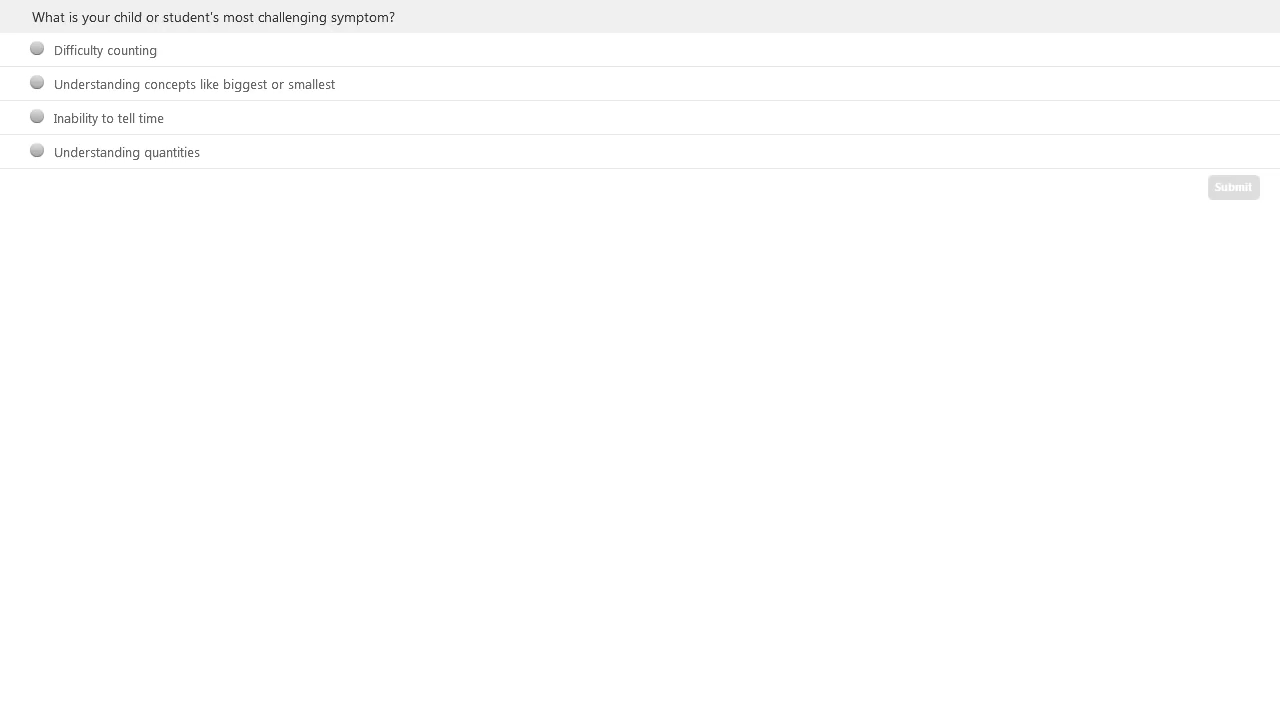 What is your child or student's most challenging symptom?
Difficulty counting
Understanding concepts like biggest or smallest
Inability to tell time
Understanding quantities
Submit